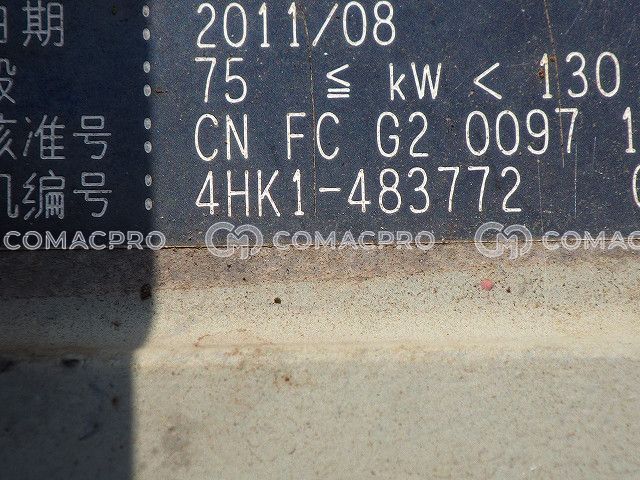 日期 2011/08
段 75 ≦ kW < 130
核准号 CN FC G2 0097 1
机编号 4HK1-483772
COMACPRO COMACPRO COMACPRO